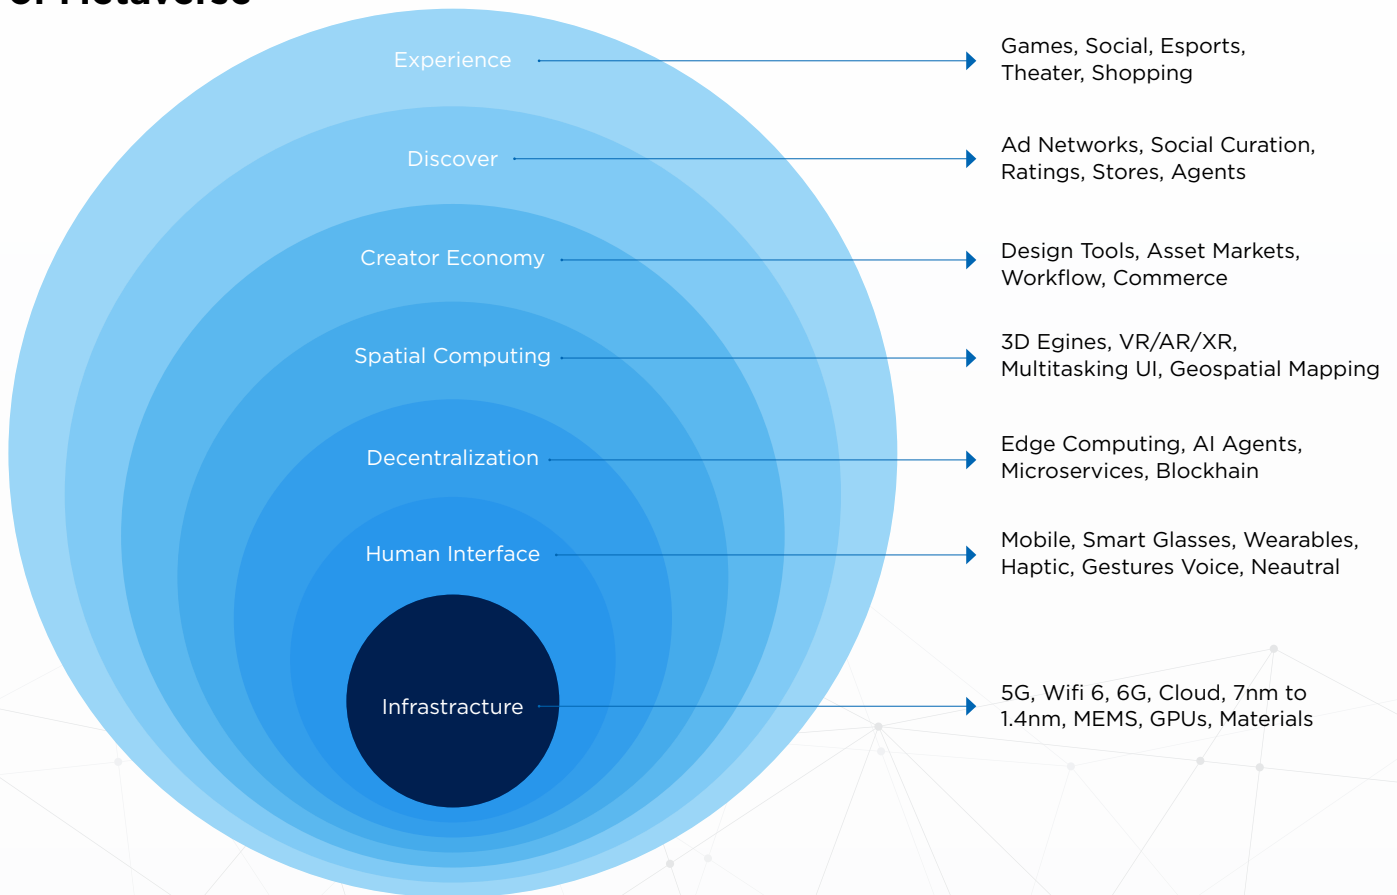 of Metaverse
Experience
Games, Social, Esports,
Theater, Shopping
Discover
Ad Networks, Social Curation,
Ratings, Stores, Agents
Creator Economy
Design Tools, Asset Markets,
Workflow, Commerce
Spatial Computing
3D Egines, VR/AR/XR,
Multitasking UI, Geospatial Mapping
Decentralization
Edge Computing, AI Agents,
Microservices, Blockhain
Human Interface
Mobile, Smart Glasses, Wearables,
Haptic, Gestures Voice, Neautral
Infrastracture
5G, Wifi 6, 6G, Cloud, 7nm to
1.4nm, MEMS, GPUs, Materials